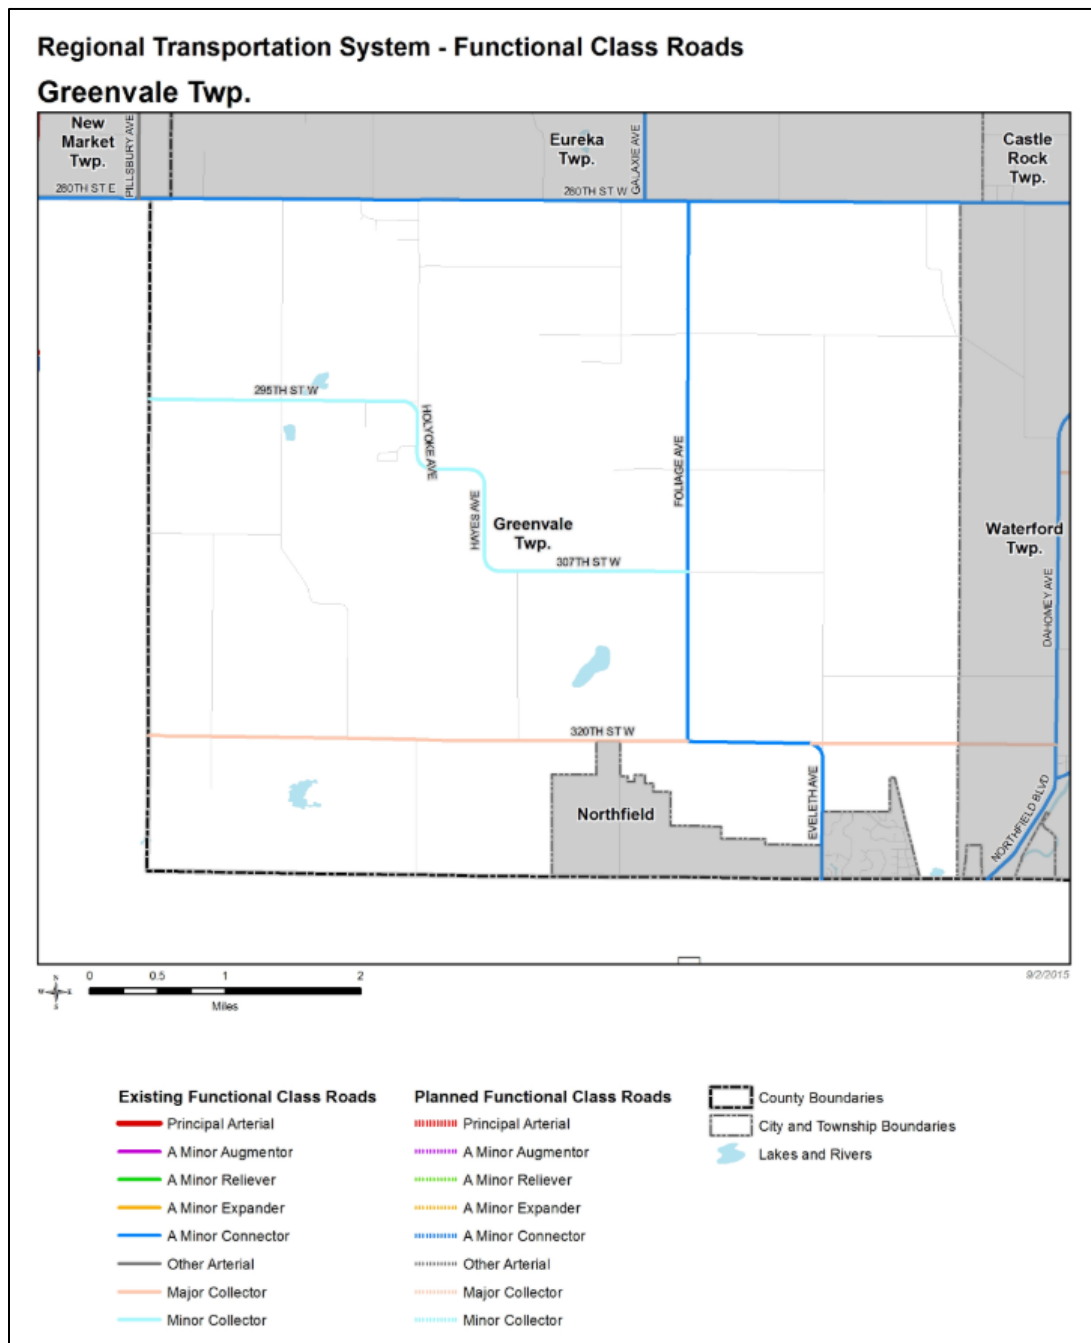 Regional Transportation System - Functional Class Roads
Greenvale Twp.
New
Market
Twp.
PILLSBURY AVE
Eureka
Twp.
GALAXIE AVE
Castle
Rock
Twp.
280TH ST E
280TH ST W
295TH ST W
HOLYOKE AVE
FOLIAGE AVE
HAYES AVE
Greenvale
Twp.
307TH ST W
Waterford
Twp.
DAHOMEY AVE
320TH ST W
Northfield
EVELETH AVE
NORTHFIELD BLVD
N
W E
S
0 0.5 1 2
Miles
9/2/2015
Existing Functional Class Roads
Principal Arterial
A Minor Augmentor
A Minor Reliever
A Minor Expander
A Minor Connector
Other Arterial
Major Collector
Minor Collector
Planned Functional Class Roads
Principal Arterial
A Minor Augmentor
A Minor Reliever
A Minor Expander
A Minor Connector
Other Arterial
Major Collector
Minor Collector
County Boundaries
City and Township Boundaries
Lakes and Rivers